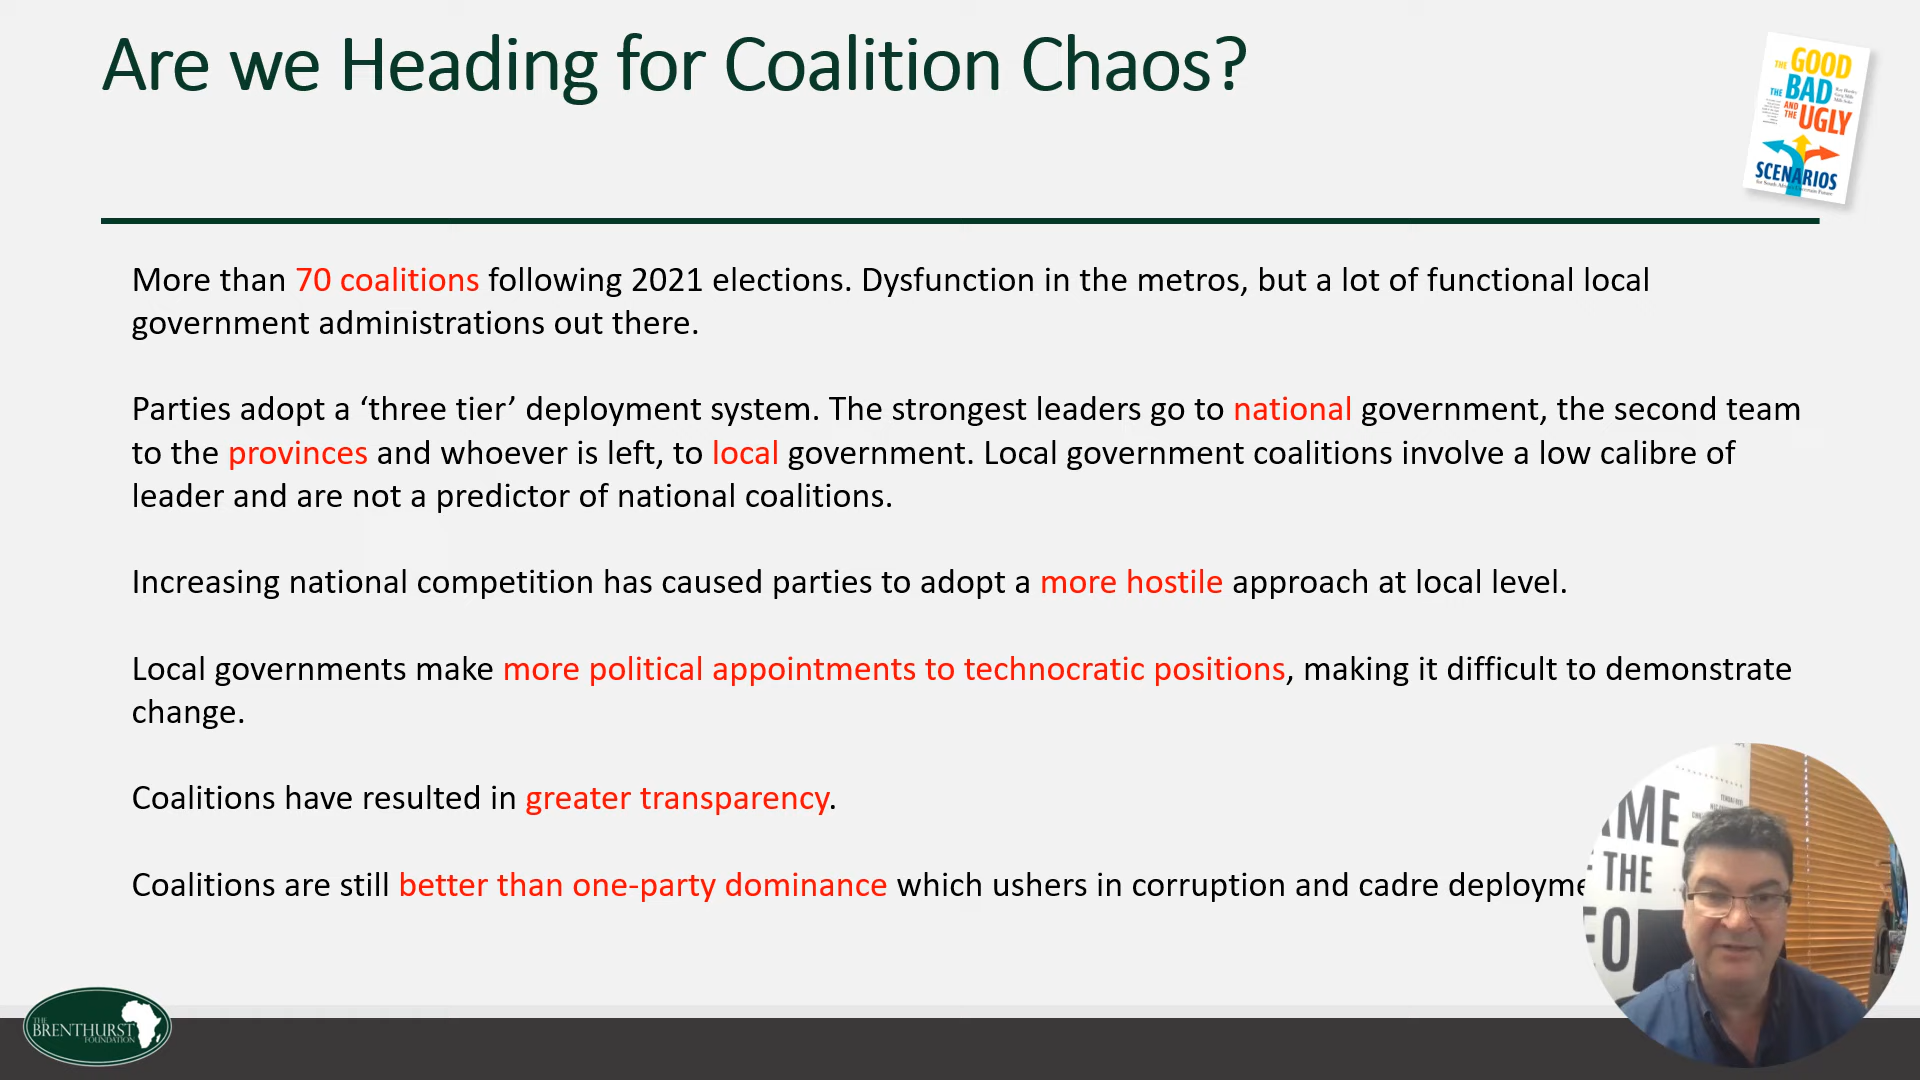 Are we Heading for Coalition Chaos?
THE GOOD
THE BAD
AND
THE UGLY
SCENARIOS
More than 70 coalitions following 2021 elections. Dysfunction in the metros, but a lot of functional local
government administrations out there.
Parties adopt a ‘three tier’ deployment system. The strongest leaders go to national government, the second team
to the provinces and whoever is left, to local government. Local government coalitions involve a low calibre of
leader and are not a predictor of national coalitions.
Increasing national competition has caused parties to adopt a more hostile approach at local level.
Local governments make more political appointments to technocratic positions, making it difficult to demonstrate
change.
Coalitions have resulted in greater transparency.
Coalitions are still better than one-party dominance which ushers in corruption and cadre deployme
THE
THE
BRENTHURST
FOUNDATION